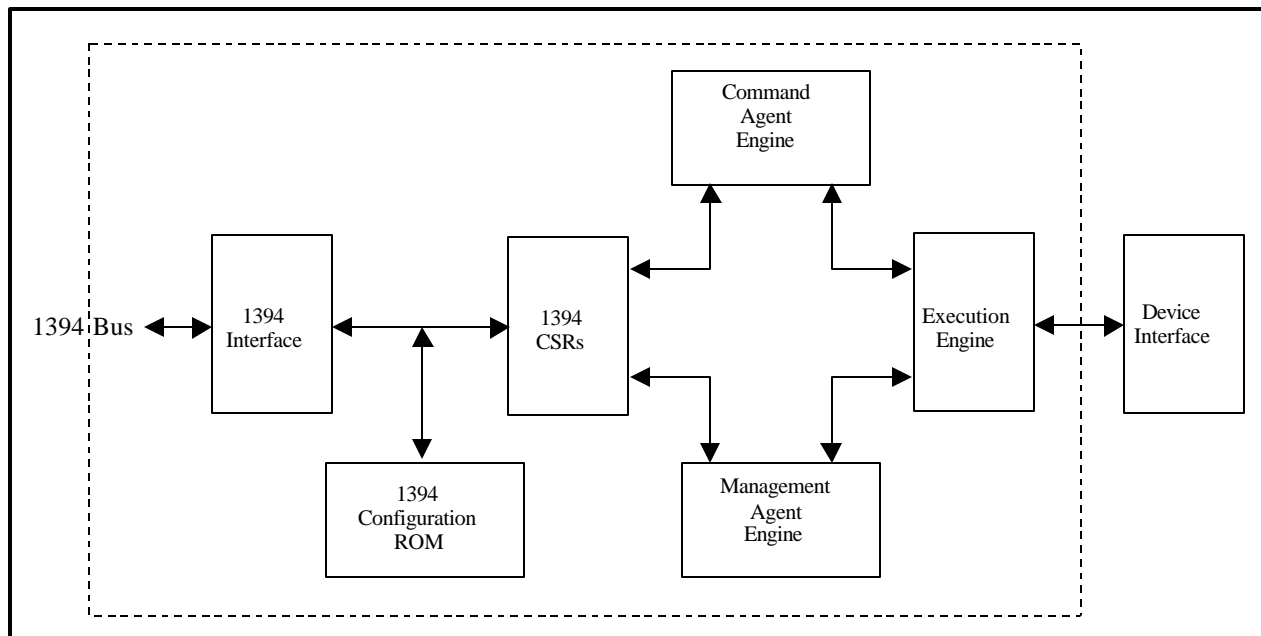 Command
Agent
Engine
1394 Bus
1394
Interface
1394
CSRs
Execution
Engine
Device
Interface
1394
Configuration
ROM
Management
Agent
Engine